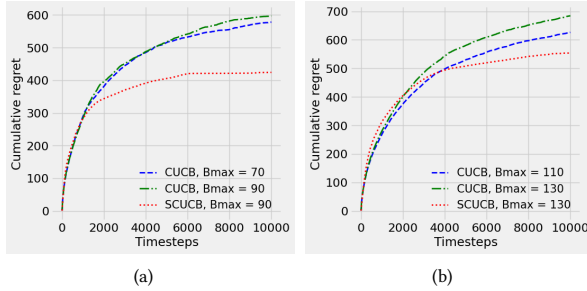 600
500
400
300
200
100
0
Cumulative regret
CUCB, Bmax = 70
CUCB, Bmax = 90
SCUCB, Bmax = 90
0 2000 4000 6000 8000 10000
Timesteps
(a)
700
600
500
400
300
200
100
0
Cumulative regret
CUCB, Bmax = 110
CUCB, Bmax = 130
SCUCB, Bmax = 130
0 2000 4000 6000 8000 10000
Timesteps
(b)